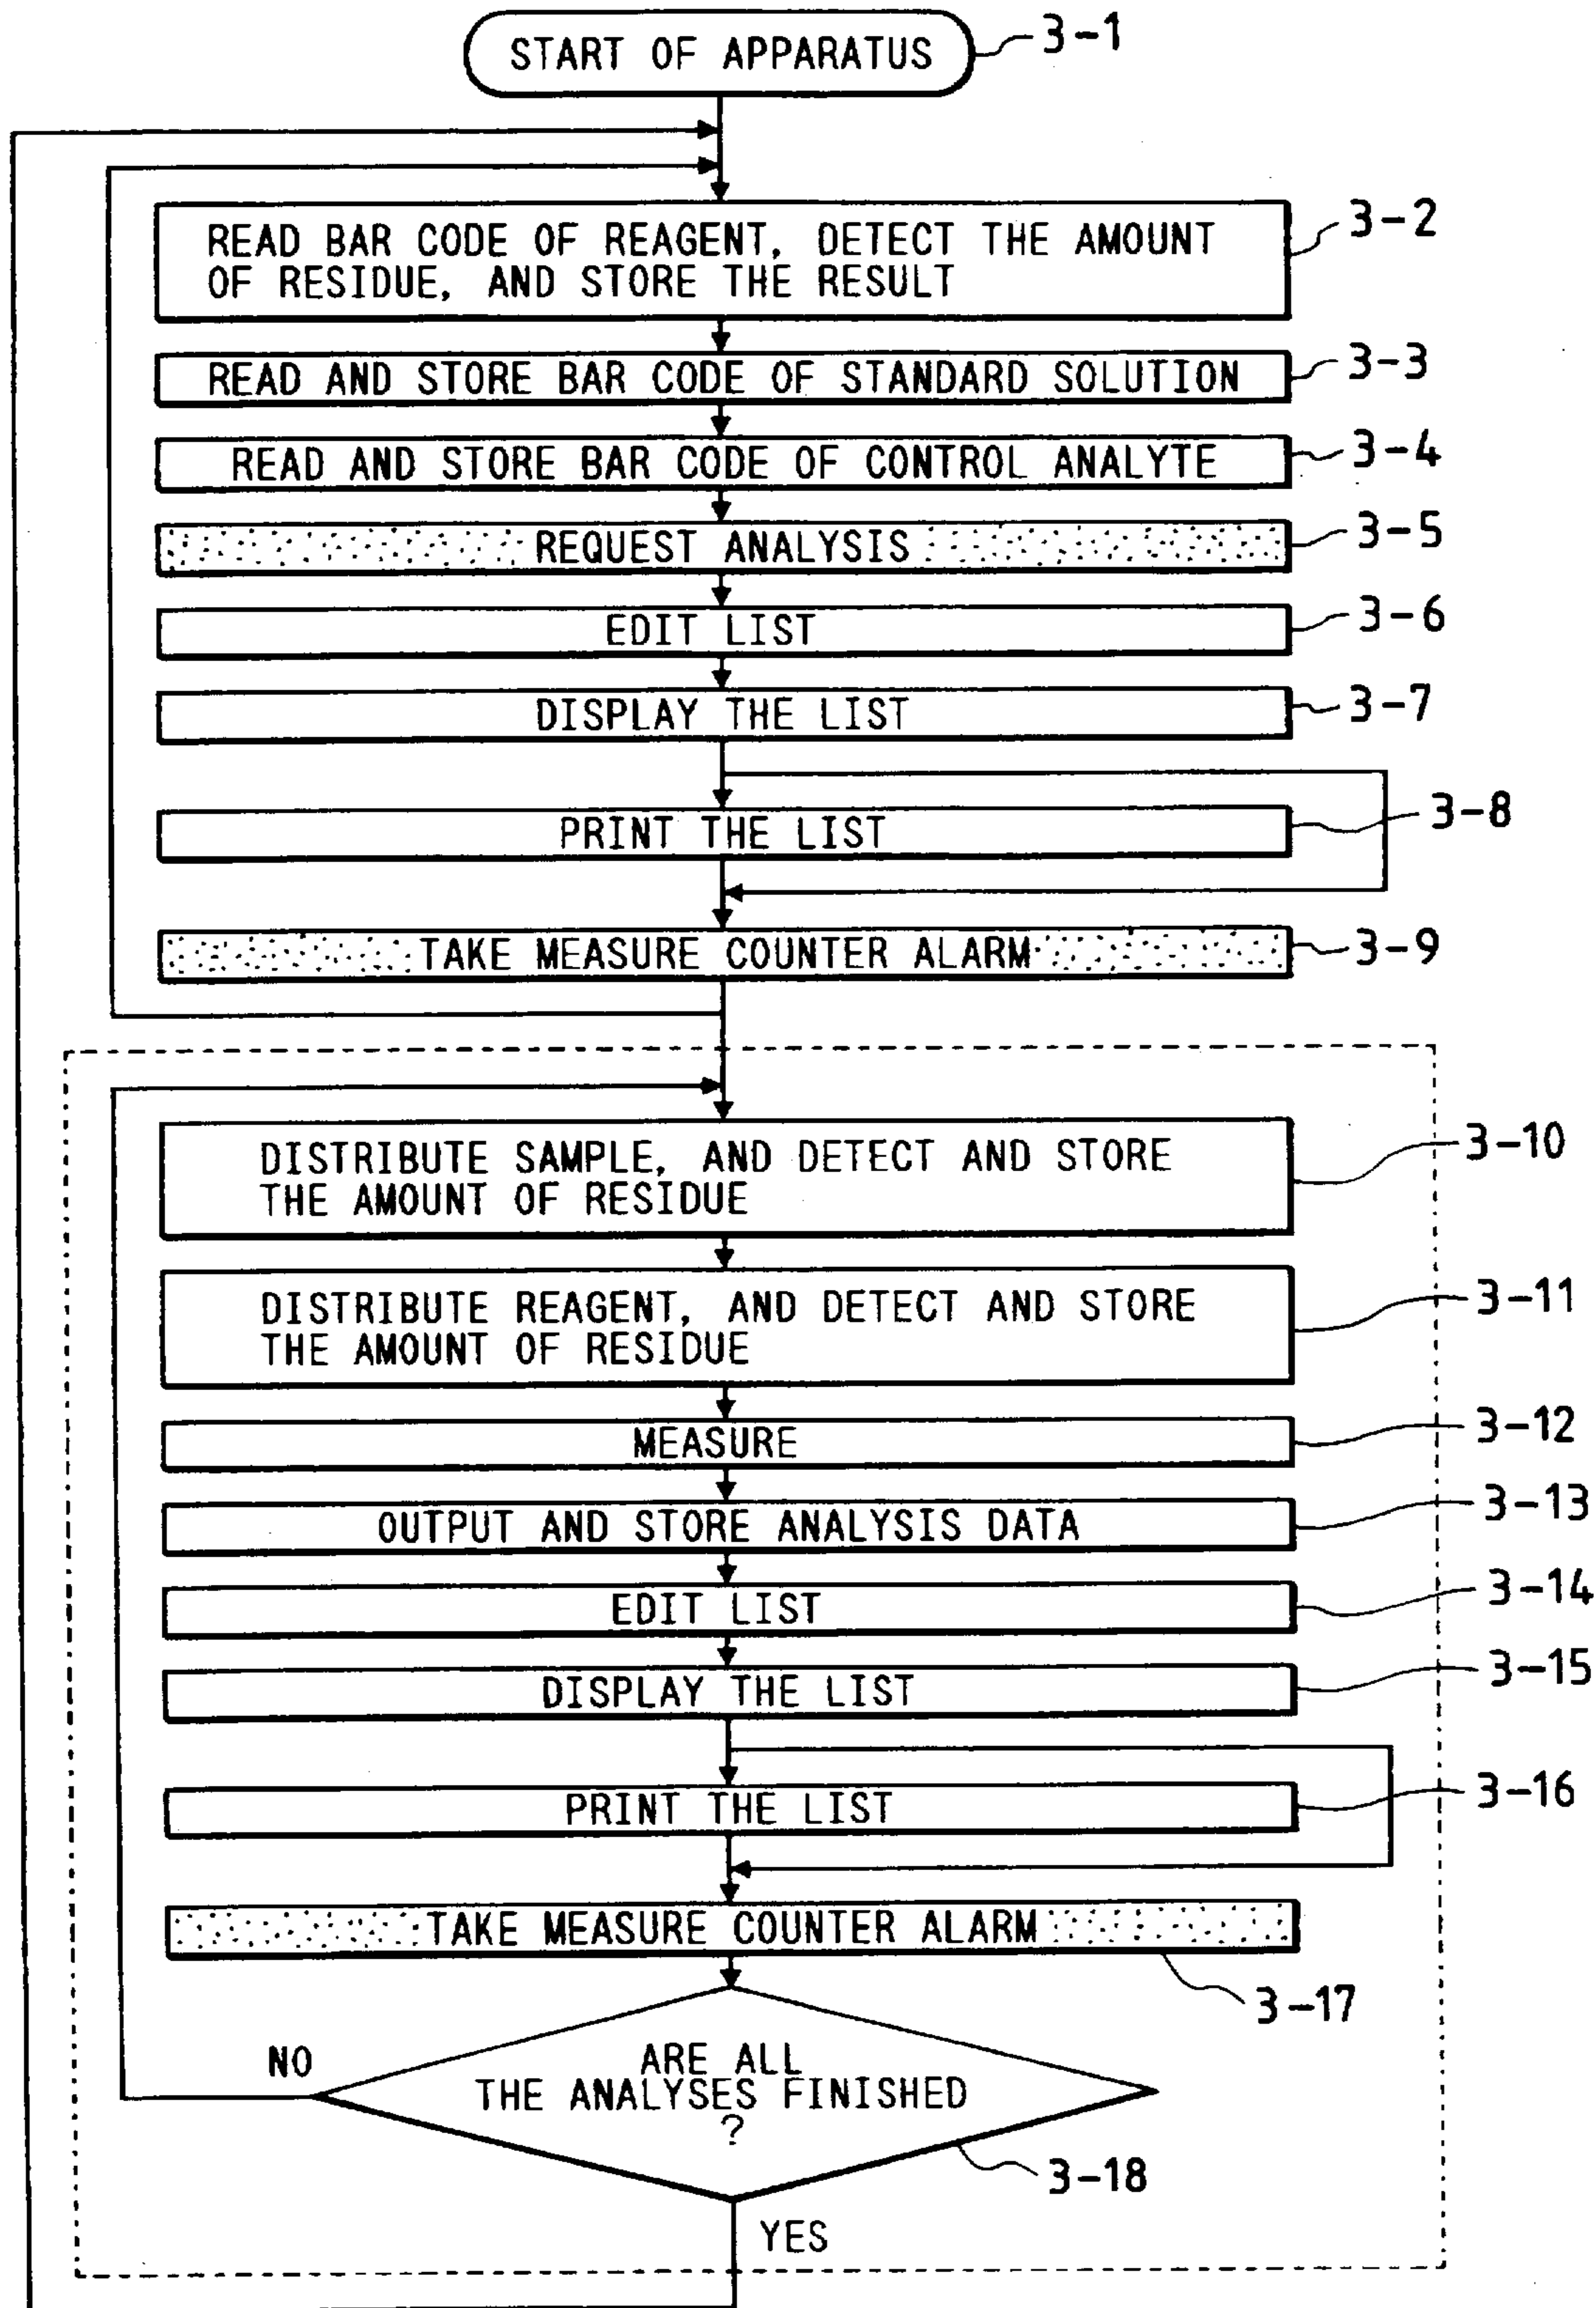 START OF APPARATUS
3-1
READ BAR CODE OF REAGENT, DETECT THE AMOUNT
OF RESIDUE, AND STORE THE RESULT
3-2
READ AND STORE BAR CODE OF STANDARD SOLUTION
3-3
READ AND STORE BAR CODE OF CONTROL ANALYTE
3-4
REQUEST ANALYSIS
3-5
EDIT LIST
3-6
DISPLAY THE LIST
3-7
PRINT THE LIST
3-8
TAKE MEASURE COUNTER ALARM
3-9
DISTRIBUTE SAMPLE, AND DETECT AND STORE
THE AMOUNT OF RESIDUE
3-10
DISTRIBUTE REAGENT, AND DETECT AND STORE
THE AMOUNT OF RESIDUE
3-11
MEASURE
3-12
OUTPUT AND STORE ANALYSIS DATA
3-13
EDIT LIST
3-14
DISPLAY THE LIST
3-15
PRINT THE LIST
3-16
TAKE MEASURE COUNTER ALARM
3-17
NO
ARE ALL
THE ANALYSES FINISHED
?
3-18
YES